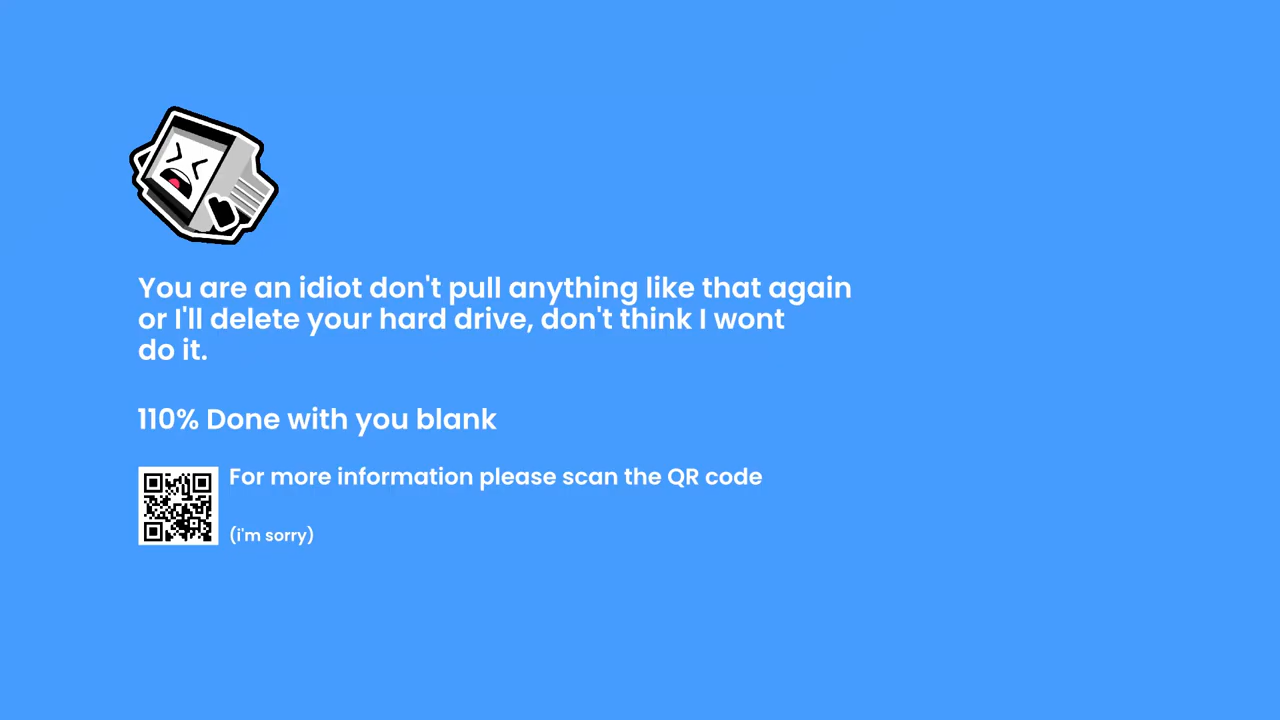 You are an idiot don't pull anything like that again
or I'll delete your hard drive, don't think I wont
do it.
110% Done with you blank
For more information please scan the QR code
(i'm sorry)